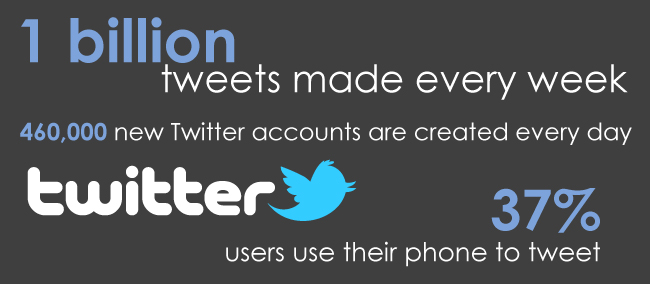 1 billion
tweets made every week
460,000 new Twitter accounts are created every day
twitter
37%
users use their phone to tweet